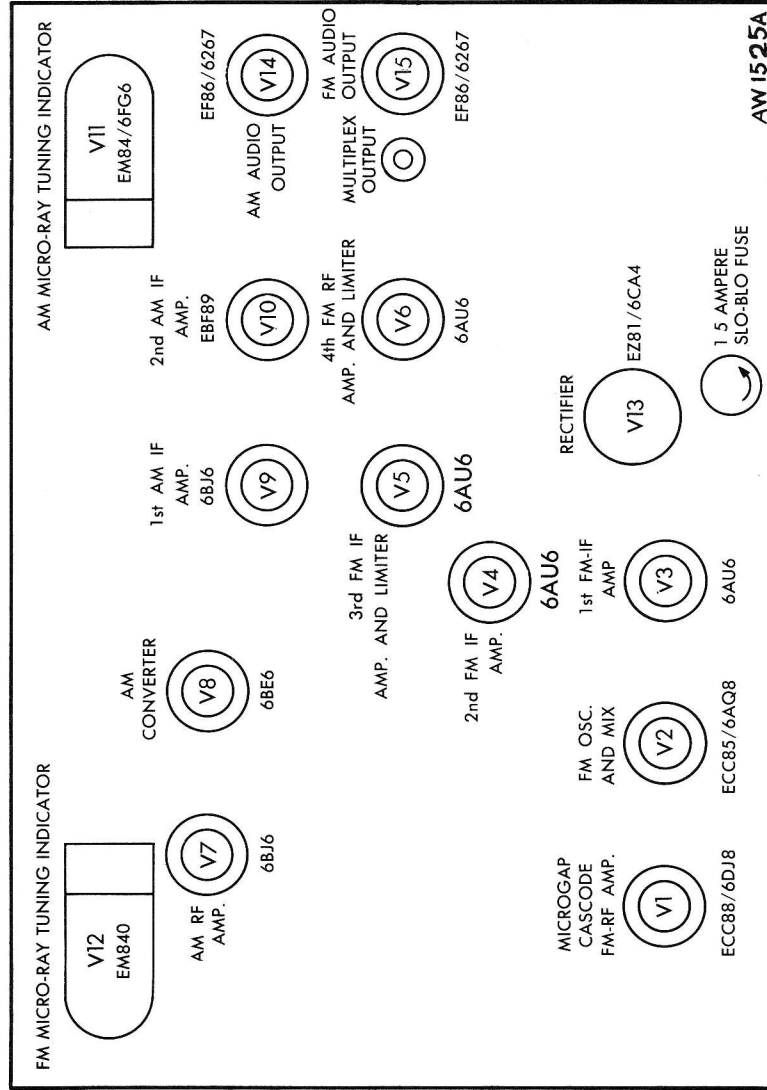 FM MICRO-RAY TUNING INDICATOR
V12
EM840
AM MICRO-RAY TUNING INDICATOR
V11
EM84/6FG6
AM RF
AMP.
V7
6BJ6
AM
CONVERTER
V8
6BE6
1st AM IF
AMP.
6BJ6
V9
2nd AM IF
AMP.
EBF89
V10
EF86/6267
V14
AM AUDIO
OUTPUT
3rd FM IF
AMP. AND LIMITER
V5
6AU6
4th FM RF
AMP. AND LIMITER
V6
6AU6
MULTIPLEX
OUTPUT
FM AUDIO
OUTPUT
V15
EF86/6267
2nd FM IF
AMP.
V4
6AU6
MICROGAP
CASCODE
FM-RF AMP.
V1
ECC88/6DJ8
FM OSC.
AND MIX
V2
ECC85/6AQ8
1st FM-IF
AMP
V3
6AU6
RECTIFIER
V13
EZ81/6CA4
1 5 AMPERE
SLO-BLO FUSE
AW1525A